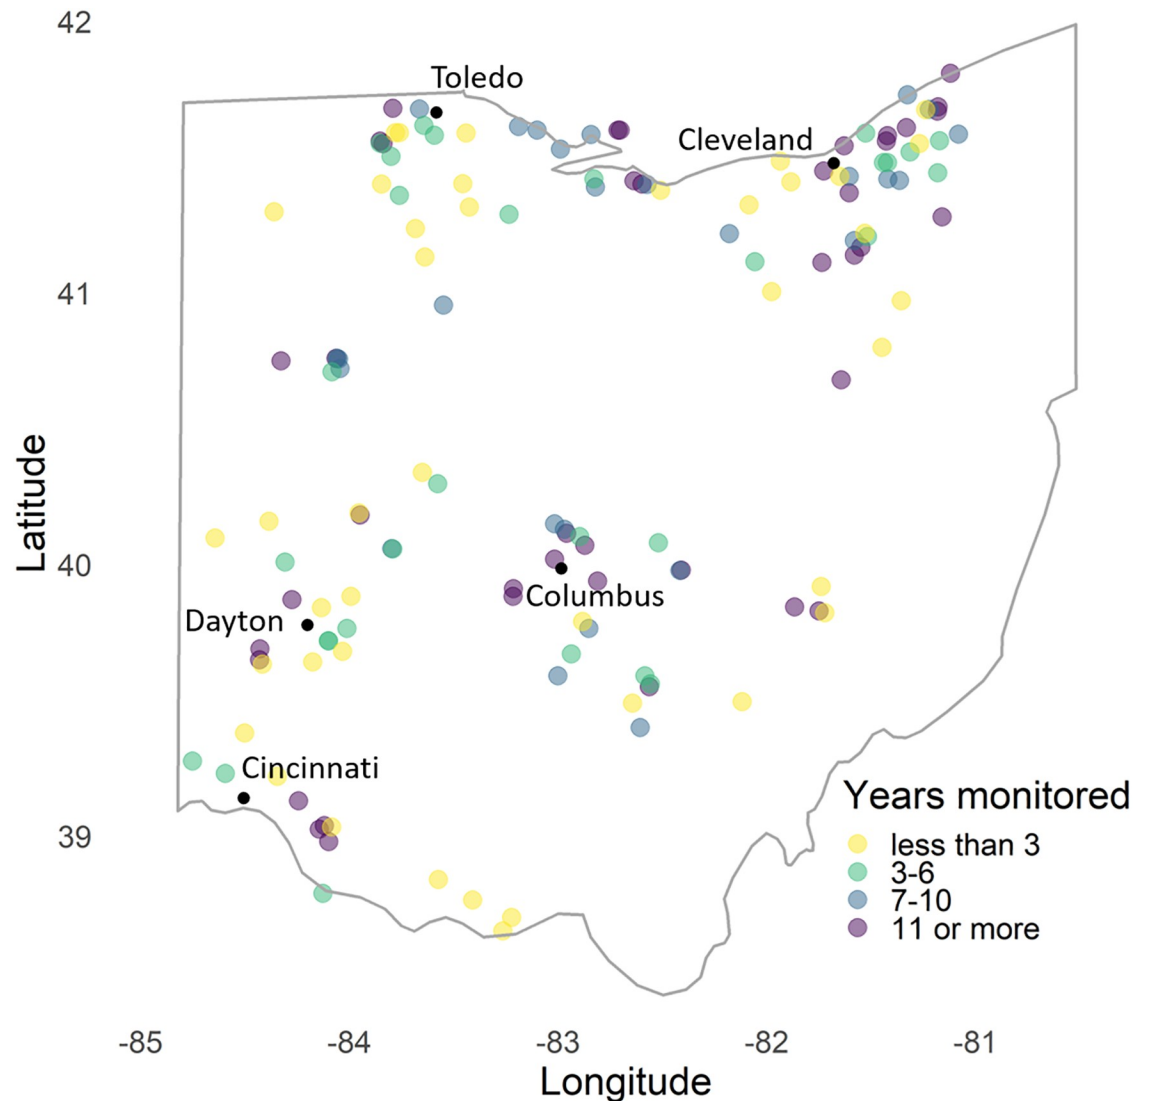 42
Toledo
Cleveland
41
Latitude
40
Columbus
Dayton
Cincinnati
39
Years monitored
less than 3
3-6
7-10
11 or more
-85 -84 -83 -82 -81
Longitude